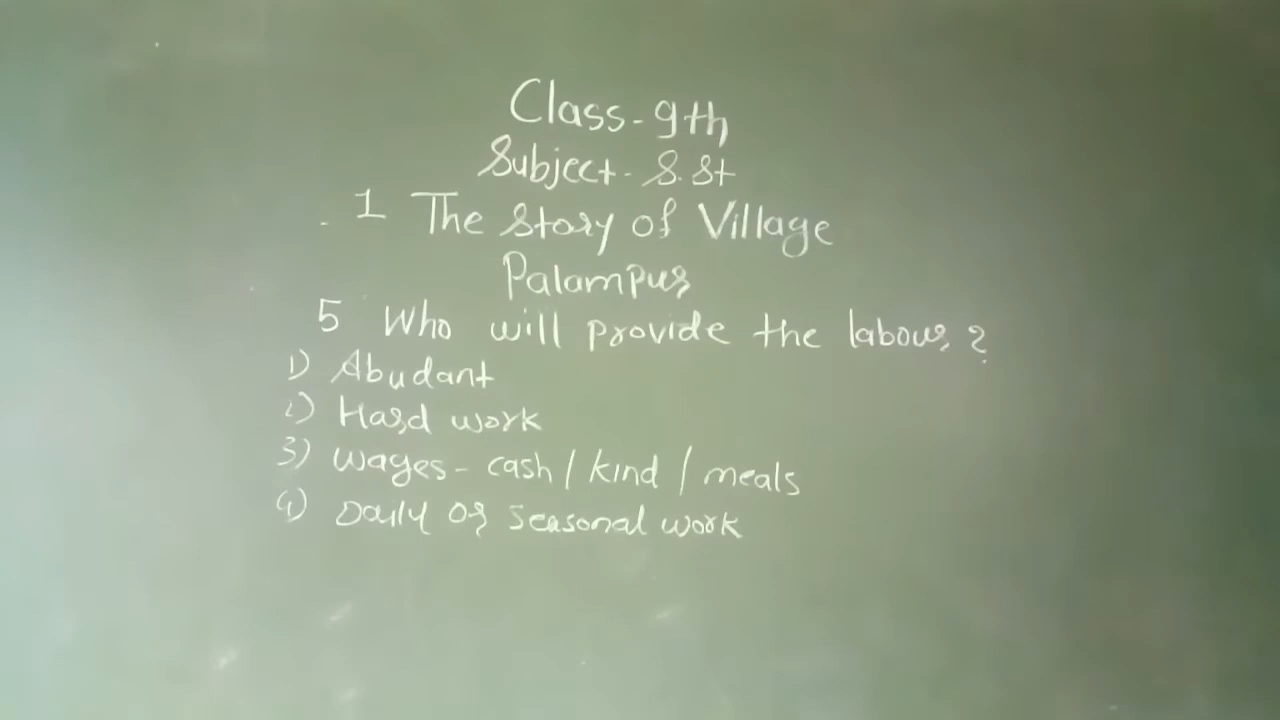 Class-9th
Subject-S.St
1 The Story of Village
Palampur
5 Who will provide the labour?
1) Abudant
2) Hard work
3) Wages - cash / kind / meals
4) Daily or seasonal work